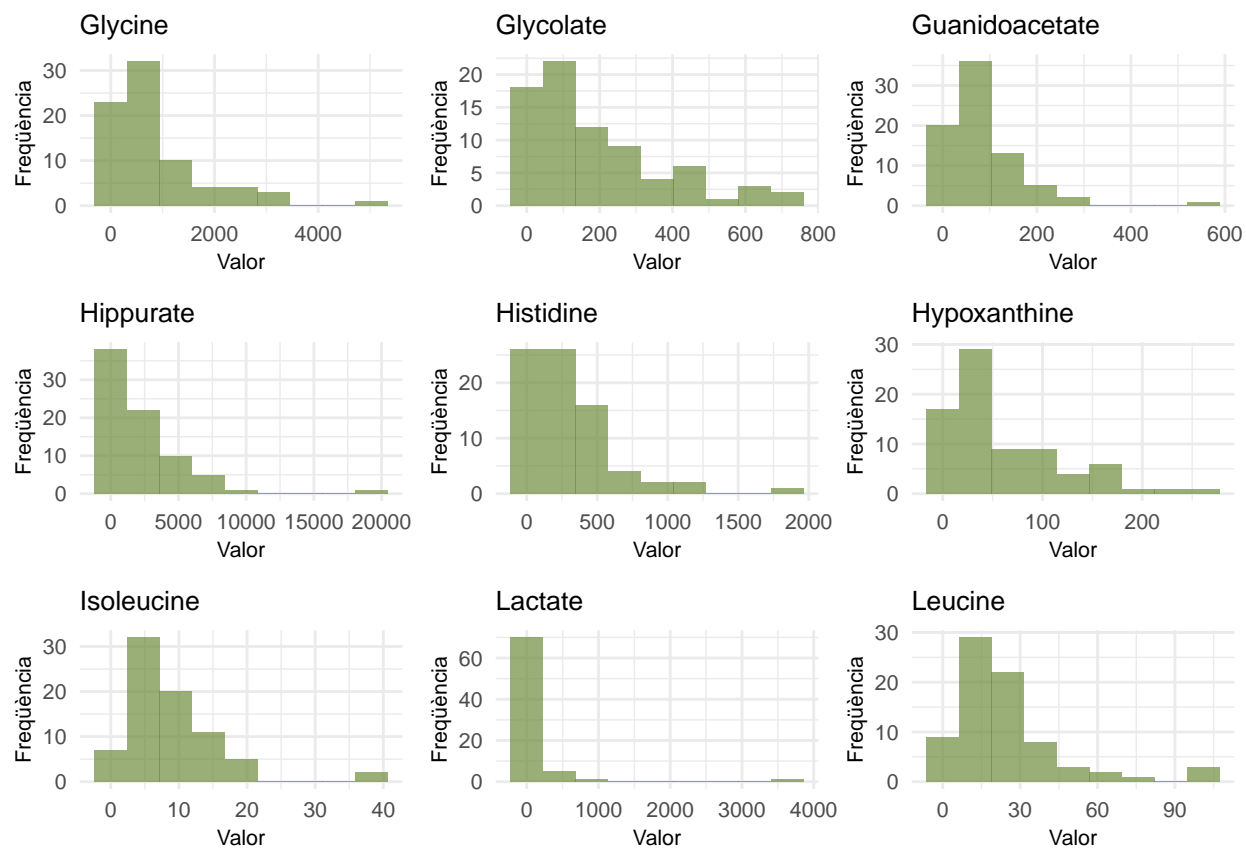 Glycine
Freqüència
30
20
10
0
0 2000 4000
Valor
Glycolate
Freqüència
20
15
10
5
0
0 200 400 600 800
Valor
Guanidoacetate
Freqüència
30
20
10
0
0 200 400 600
Valor
Hippurate
Freqüència
30
20
10
0
0 5000 10000 15000 20000
Valor
Histidine
Freqüència
20
10
0
0 500 1000 1500 2000
Valor
Hypoxanthine
Freqüència
30
20
10
0
0 100 200
Valor
Isoleucine
Freqüència
30
20
10
0
0 10 20 30 40
Valor
Lactate
Freqüència
60
40
20
0
0 1000 2000 3000 4000
Valor
Leucine
Freqüència
30
20
10
0
0 30 60 90
Valor